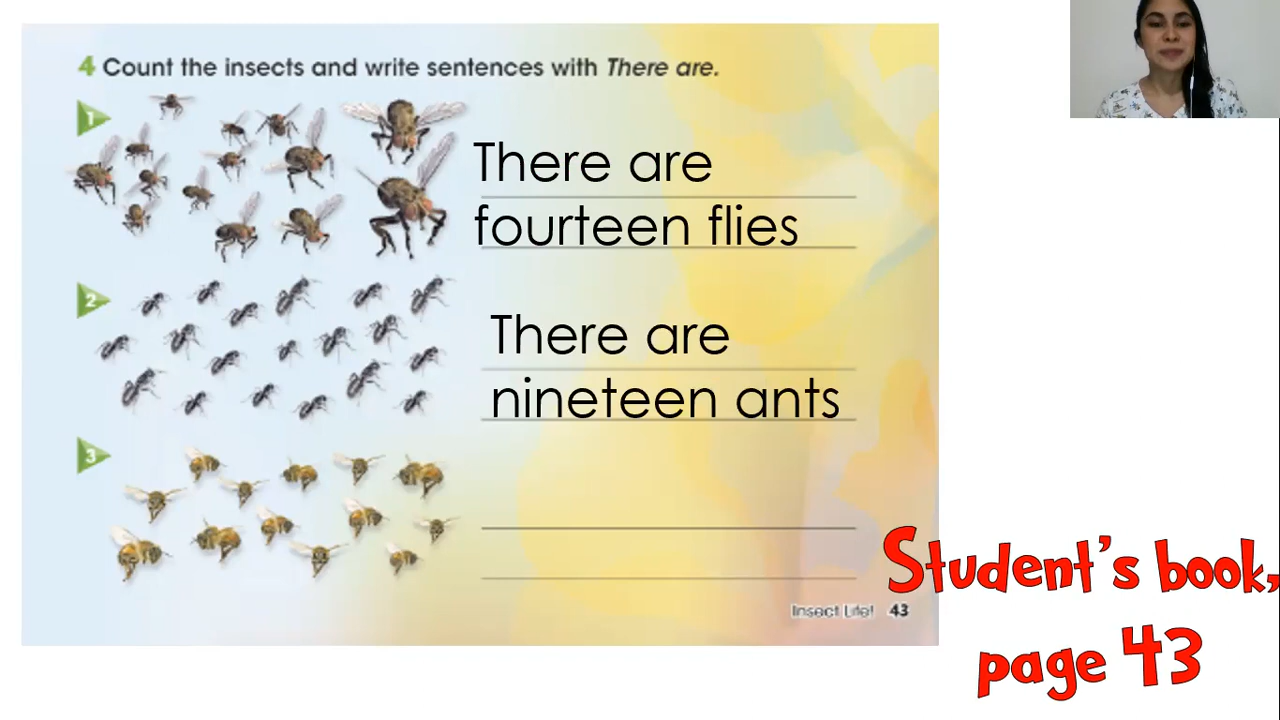 4 Count the insects and write sentences with There are.
1
There are
fourteen flies
2
There are
nineteen ants
3
Insect Life! 43
Student's book,
page 43